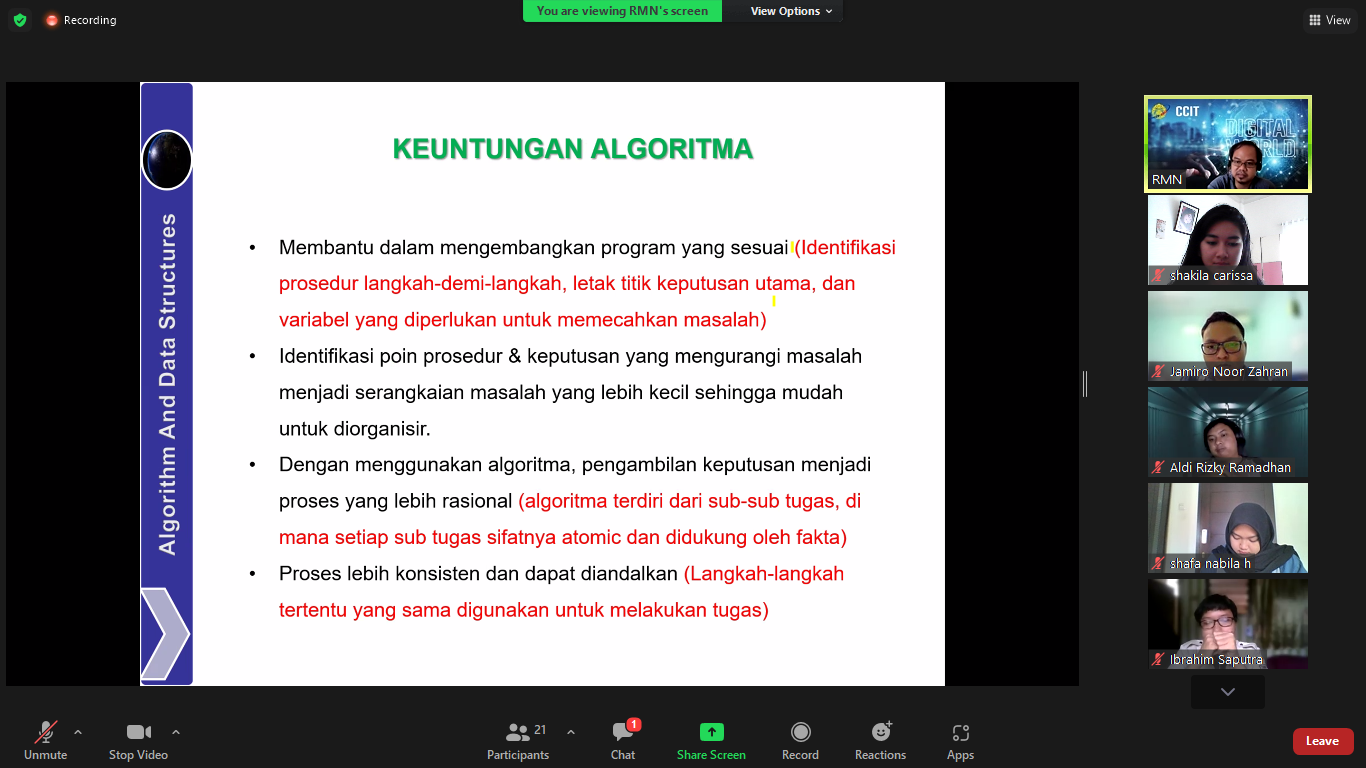 Recording
You are viewing RMN's screen
View Options
View
KEUNTUNGAN ALGORITMA
Algorithm And Data Structures
• Membantu dalam mengembangkan program yang sesuai (Identifikasi
prosedur langkah-demi-langkah, letak titik keputusan utama, dan
variabel yang diperlukan untuk memecahkan masalah)
• Identifikasi poin prosedur & keputusan yang mengurangi masalah
menjadi serangkaian masalah yang lebih kecil sehingga mudah
untuk diorganisir.
• Dengan menggunakan algoritma, pengambilan keputusan menjadi
proses yang lebih rasional (algoritma terdiri dari sub-sub tugas, di
mana setiap sub tugas sifatnya atomic dan didukung oleh fakta)
• Proses lebih konsisten dan dapat diandalkan (Langkah-langkah
tertentu yang sama digunakan untuk melakukan tugas)
CCIT
DIGITAL
WORLD
RMN
shakila carissa
Jamiro Noor Zahran
Aldi Rizky Ramadhan
shafa nabila h
Ibrahim Saputra
Unmute
Stop Video
Participants
21
Chat
1
Share Screen
Record
Reactions
Apps
Leave